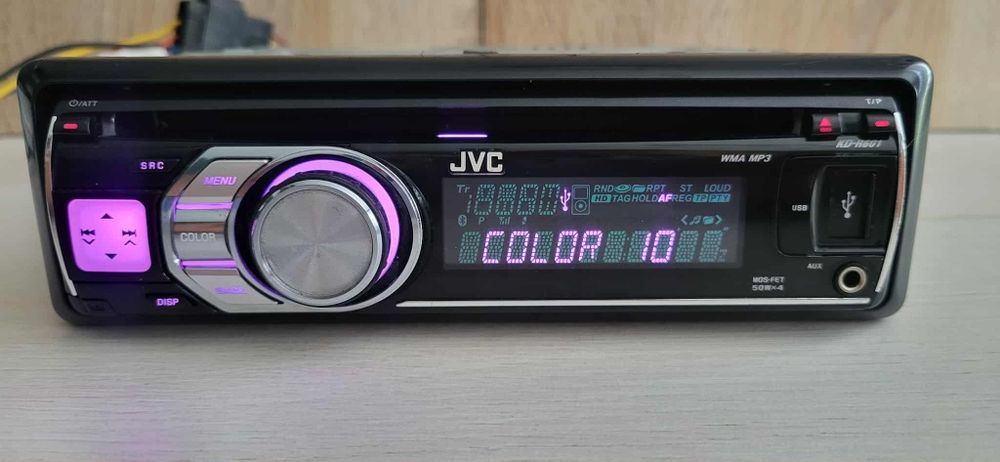 ⏻/ATT
T/P
KD-R601
SRC
JVC
WMA MP3
MENU
Tr
RND RPT ST LOUD
HD TAG HOLD AF REG TP PTY
USB
P
COLOR
COLOR 10
AUX
DISP
MOS-FET
50W×4